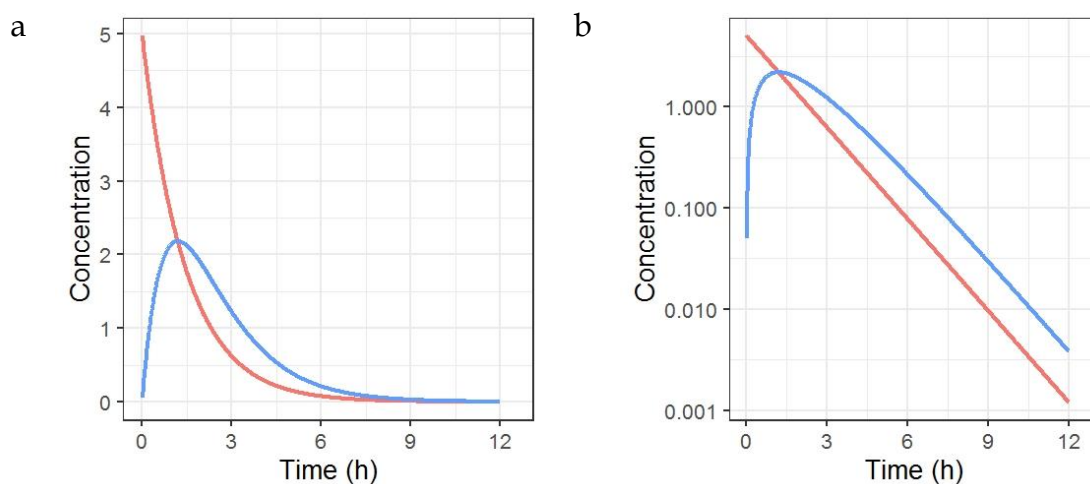 a
5
4
3
2
1
0
Concentration
0 3 6 9 12
Time (h)
b
1.000
0.100
0.010
0.001
Concentration
0 3 6 9 12
Time (h)